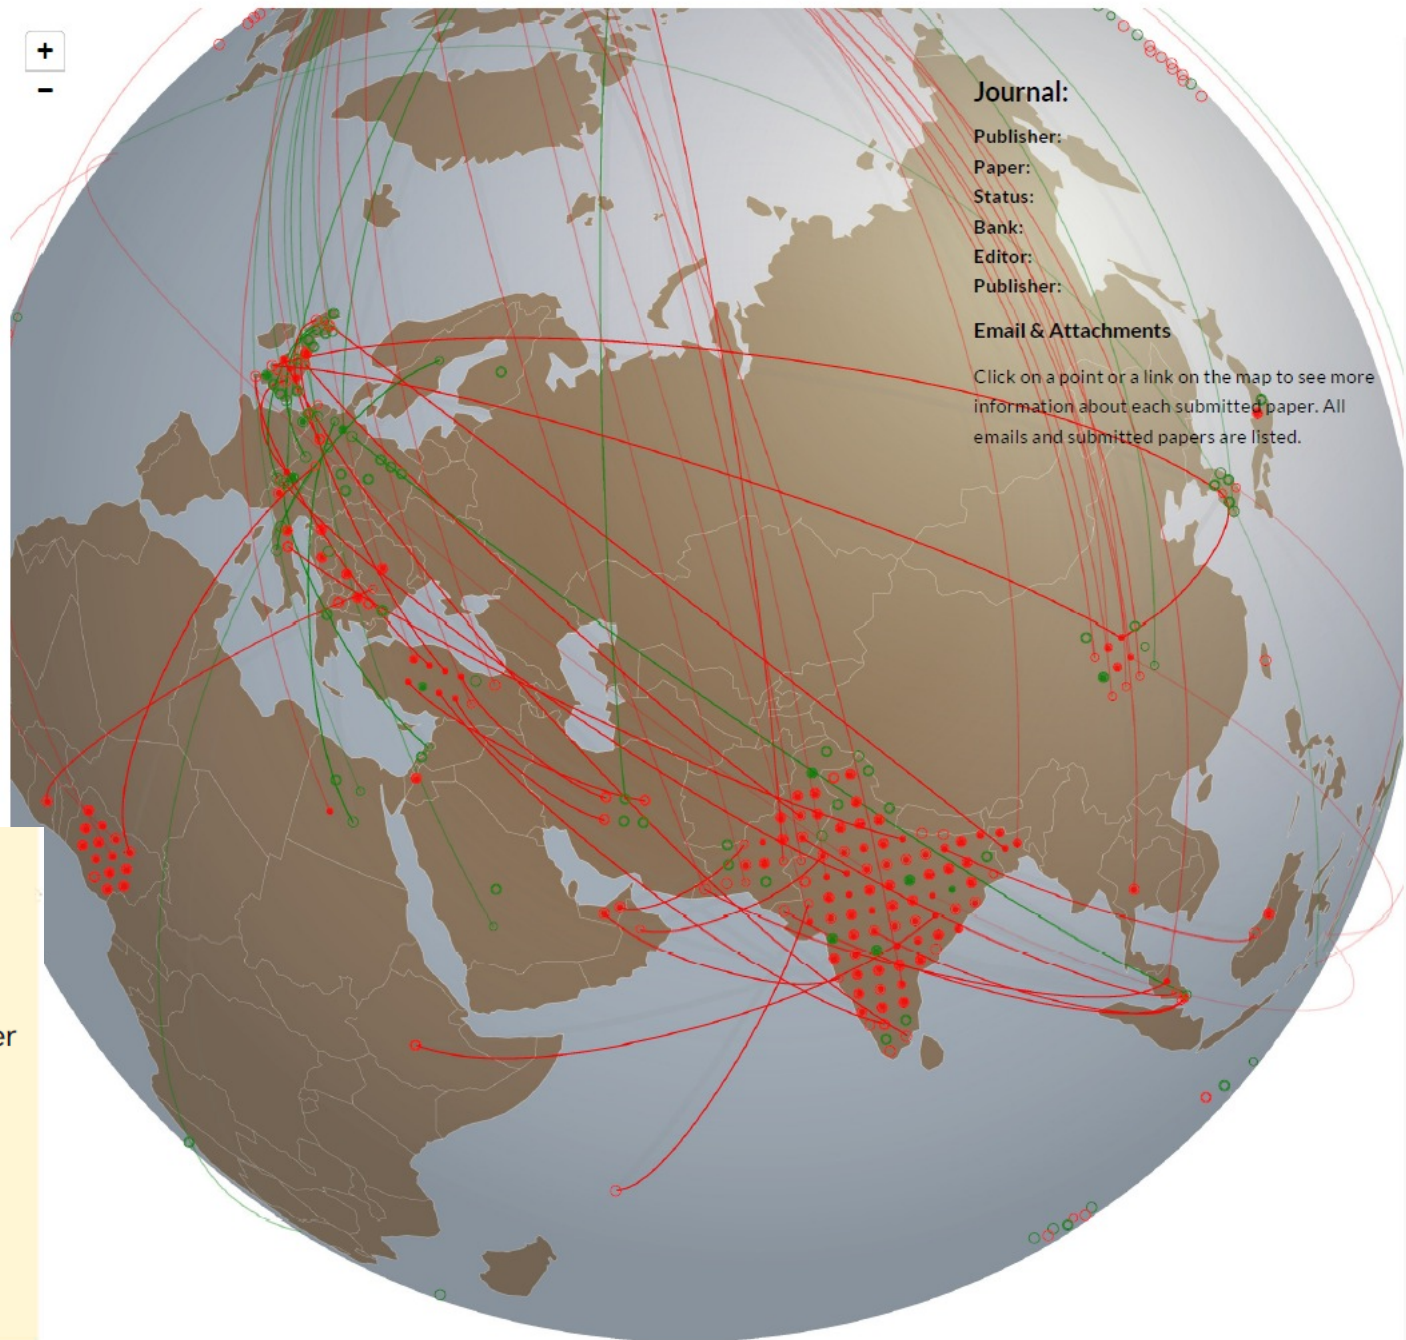 +
−
Journal:
Publisher:
Paper:
Status:
Bank:
Editor:
Publisher:
Email & Attachments
Click on a point or a link on the map to see more
information about each submitted paper. All
emails and submitted papers are listed.
er